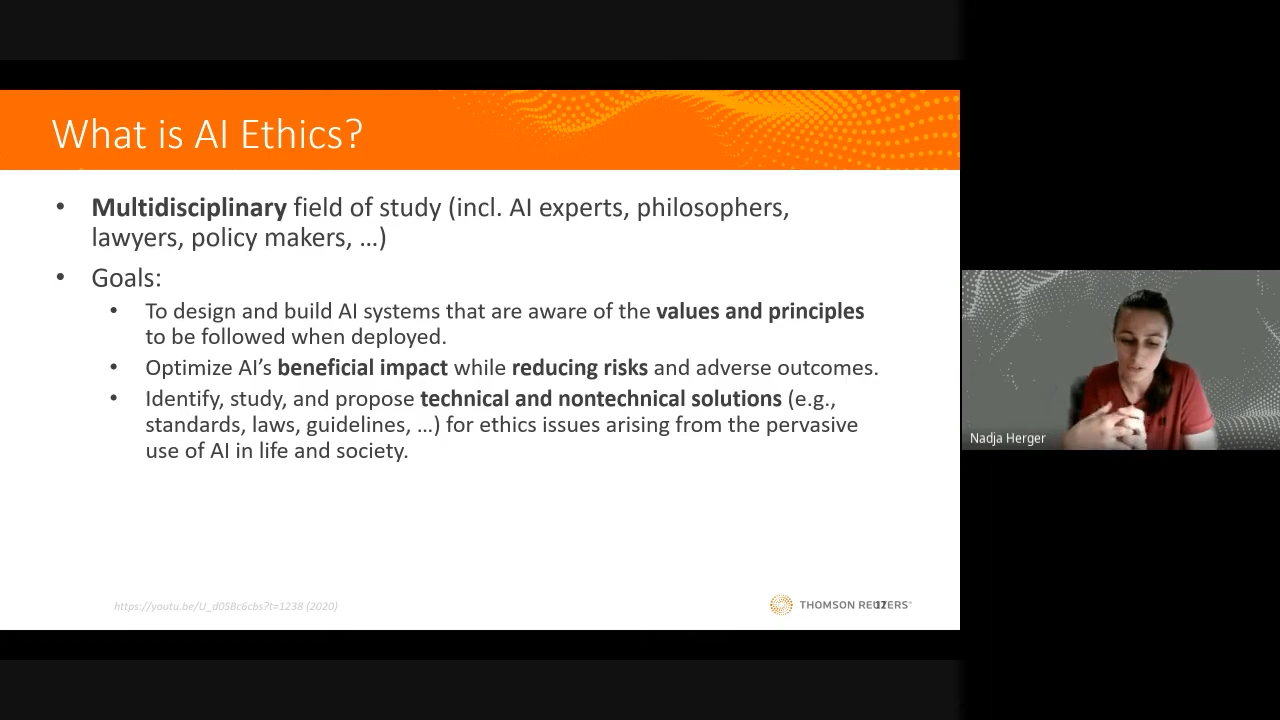 What is AI Ethics?
• Multidisciplinary field of study (incl. AI experts, philosophers,
lawyers, policy makers, …)
• Goals:
• To design and build AI systems that are aware of the values and principles
to be followed when deployed.
• Optimize AI’s beneficial impact while reducing risks and adverse outcomes.
• Identify, study, and propose technical and nontechnical solutions (e.g.,
standards, laws, guidelines, …) for ethics issues arising from the pervasive
use of AI in life and society.
https://youtu.be/U_d05Bc6cbs?t=1238 (2020)
THOMSON REUTERS®
Nadja Herger